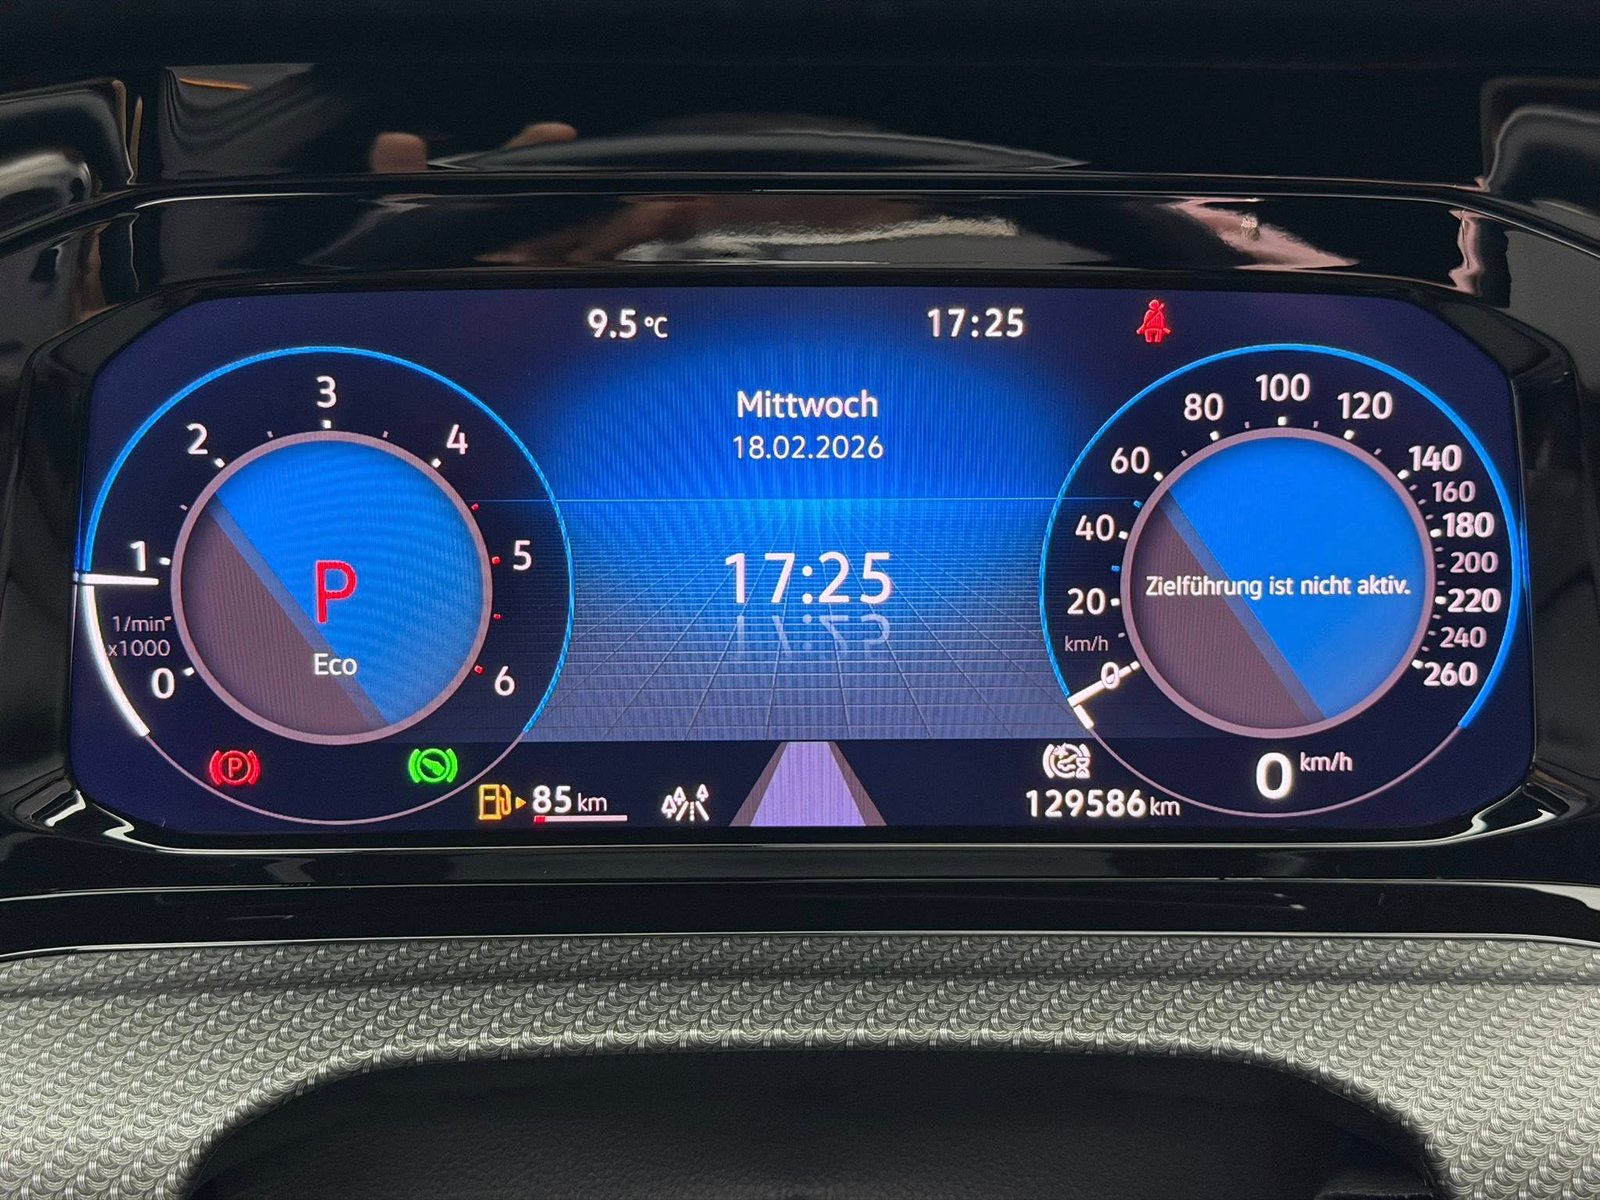 9.5 °C
17:25
Mittwoch
18.02.2026
17:25
0
1
2
3
4
5
6
1/min
x1000
P
Eco
0
20
40
60
80
100
120
140
160
180
200
220
240
260
km/h
Zielführung ist nicht aktiv.
0 km/h
P
85 km
129586 km